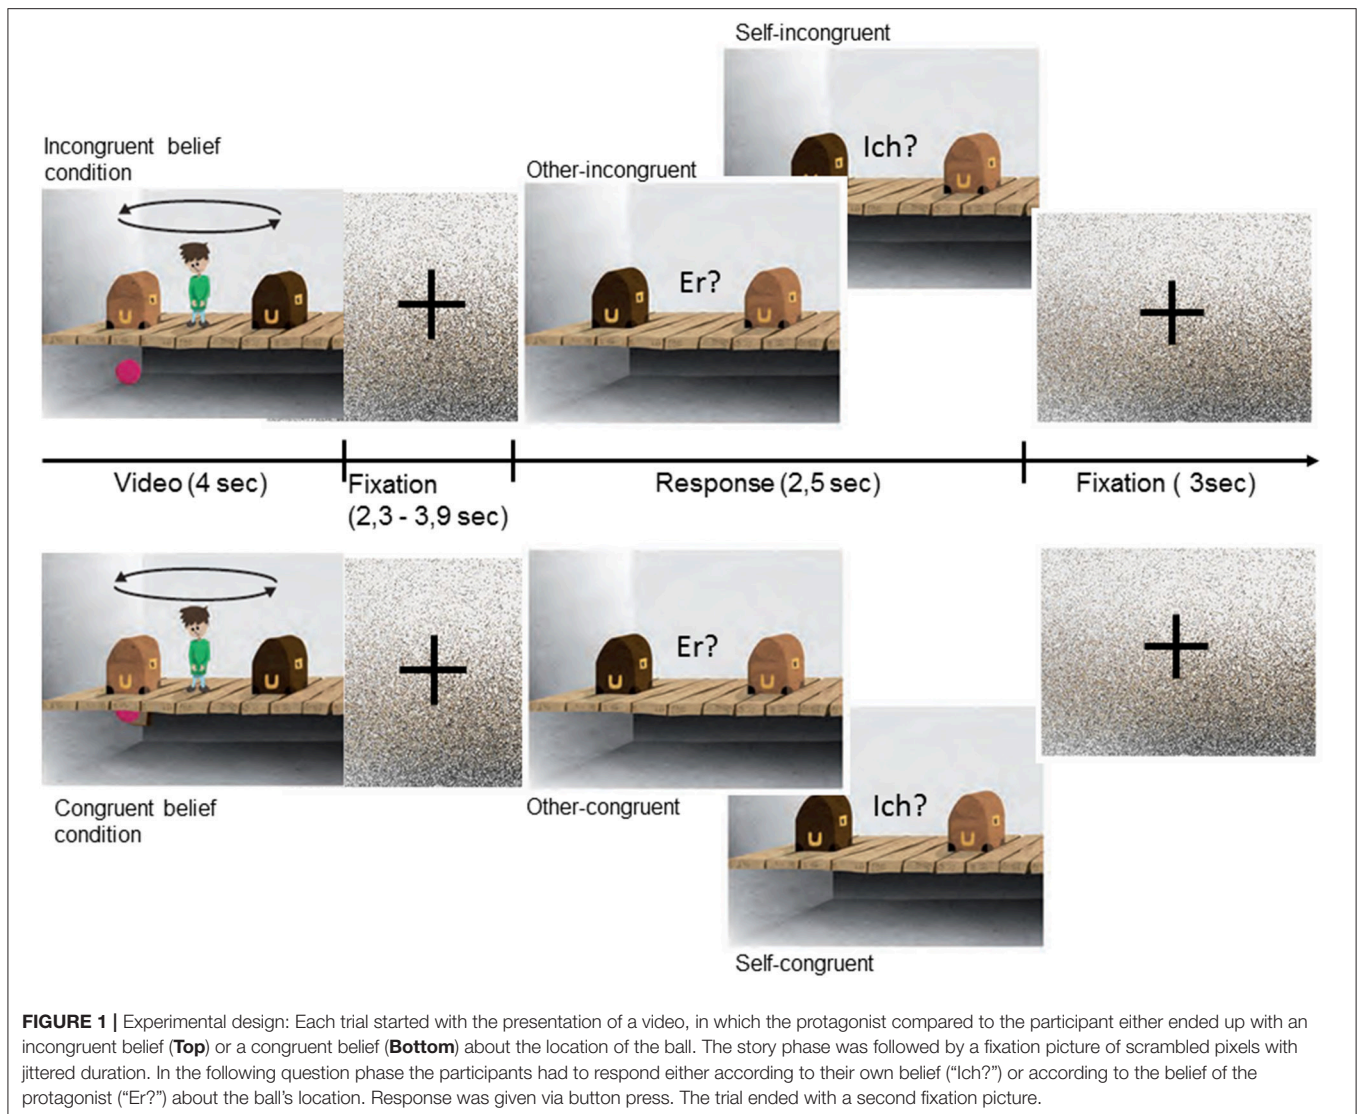 Self-incongruent
Ich?
Incongruent belief
condition
Other-incongruent
Er?
Video (4 sec)
Fixation
(2,3 - 3,9 sec)
Response (2,5 sec)
Fixation ( 3sec)
Er?
Congruent belief
condition
Other-congruent
Ich?
Self-congruent
FIGURE 1 | Experimental design: Each trial started with the presentation of a video, in which the protagonist compared to the participant either ended up with an
incongruent belief (Top) or a congruent belief (Bottom) about the location of the ball. The story phase was followed by a fixation picture of scrambled pixels with
jittered duration. In the following question phase the participants had to respond either according to their own belief (“Ich?”) or according to the belief of the
protagonist (“Er?”) about the ball’s location. Response was given via button press. The trial ended with a second fixation picture.